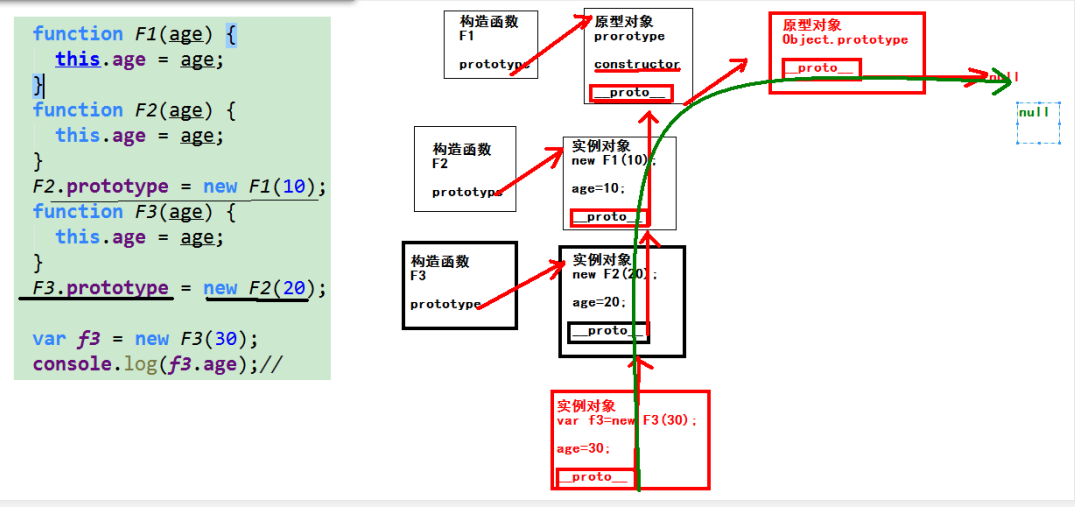 function F1(age) {
this.age = age;
}
function F2(age) {
this.age = age;
}
F2.prototype = new F1(10);
function F3(age) {
this.age = age;
}
F3.prototype = new F2(20);
var f3 = new F3(30);
console.log(f3.age);//
构造函数
F1
prototype
原型对象
prorotype
constructor
__proto__
原型对象
Object.prototype
__proto__
null
null
构造函数
F2
prototype
实例对象
new F1(10);
age=10;
__proto__
构造函数
F3
prototype
实例对象
new F2(20);
age=20;
__proto__
实例对象
var f3=new F3(30);
age=30;
__proto__